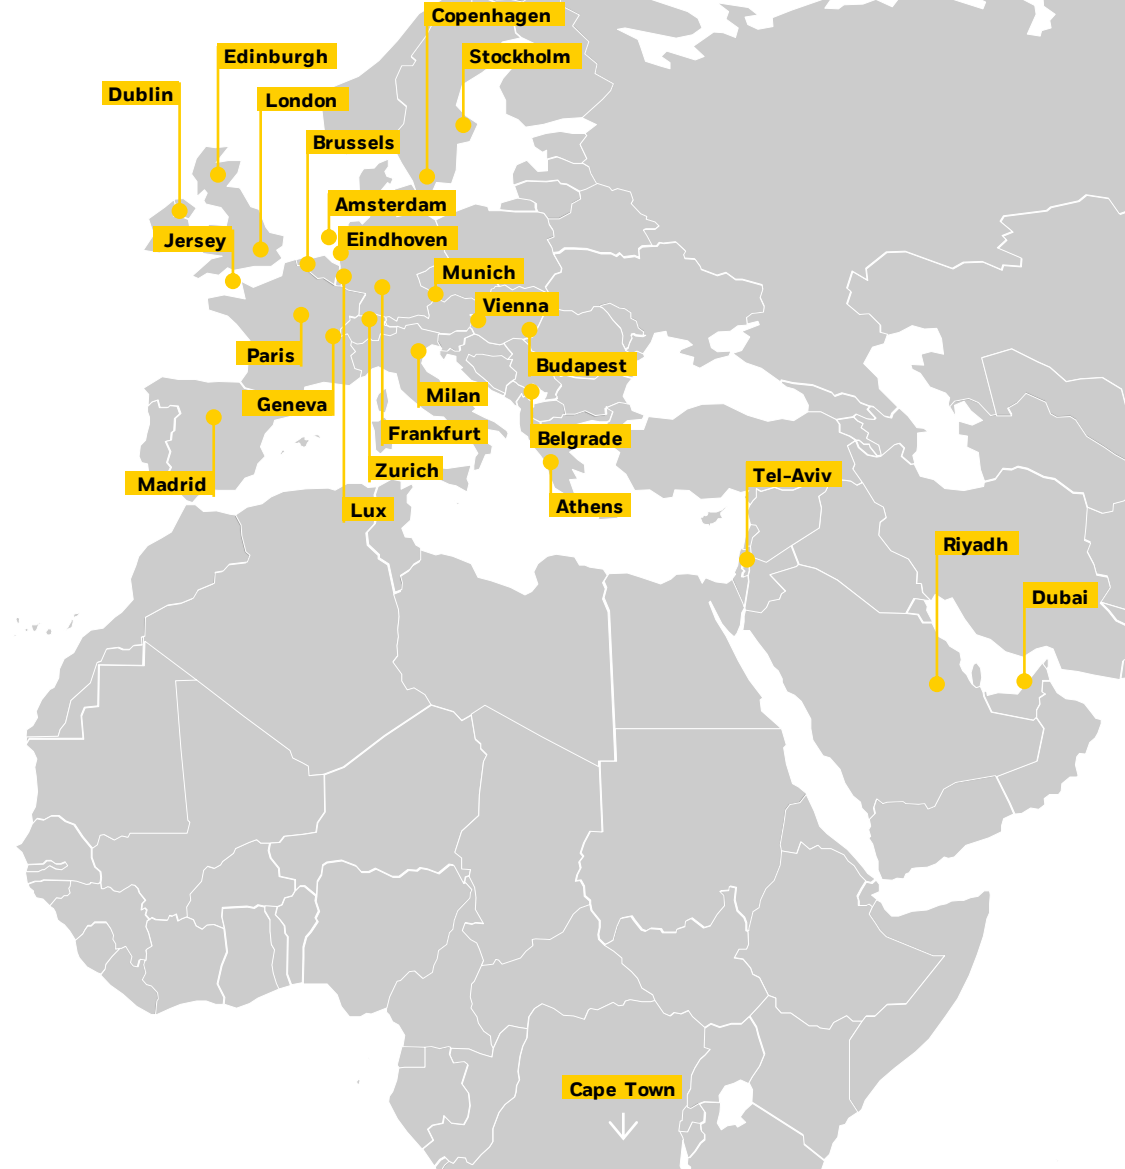 Copenhagen
Edinburgh
Stockholm
Dublin
London
Brussels
Amsterdam
Jersey
Eindhoven
Munich
Vienna
Paris
Budapest
Milan
Geneva
Frankfurt
Belgrade
Zurich
Tel-Aviv
Madrid
Lux
Athens
Riyadh
Dubai
Cape Town